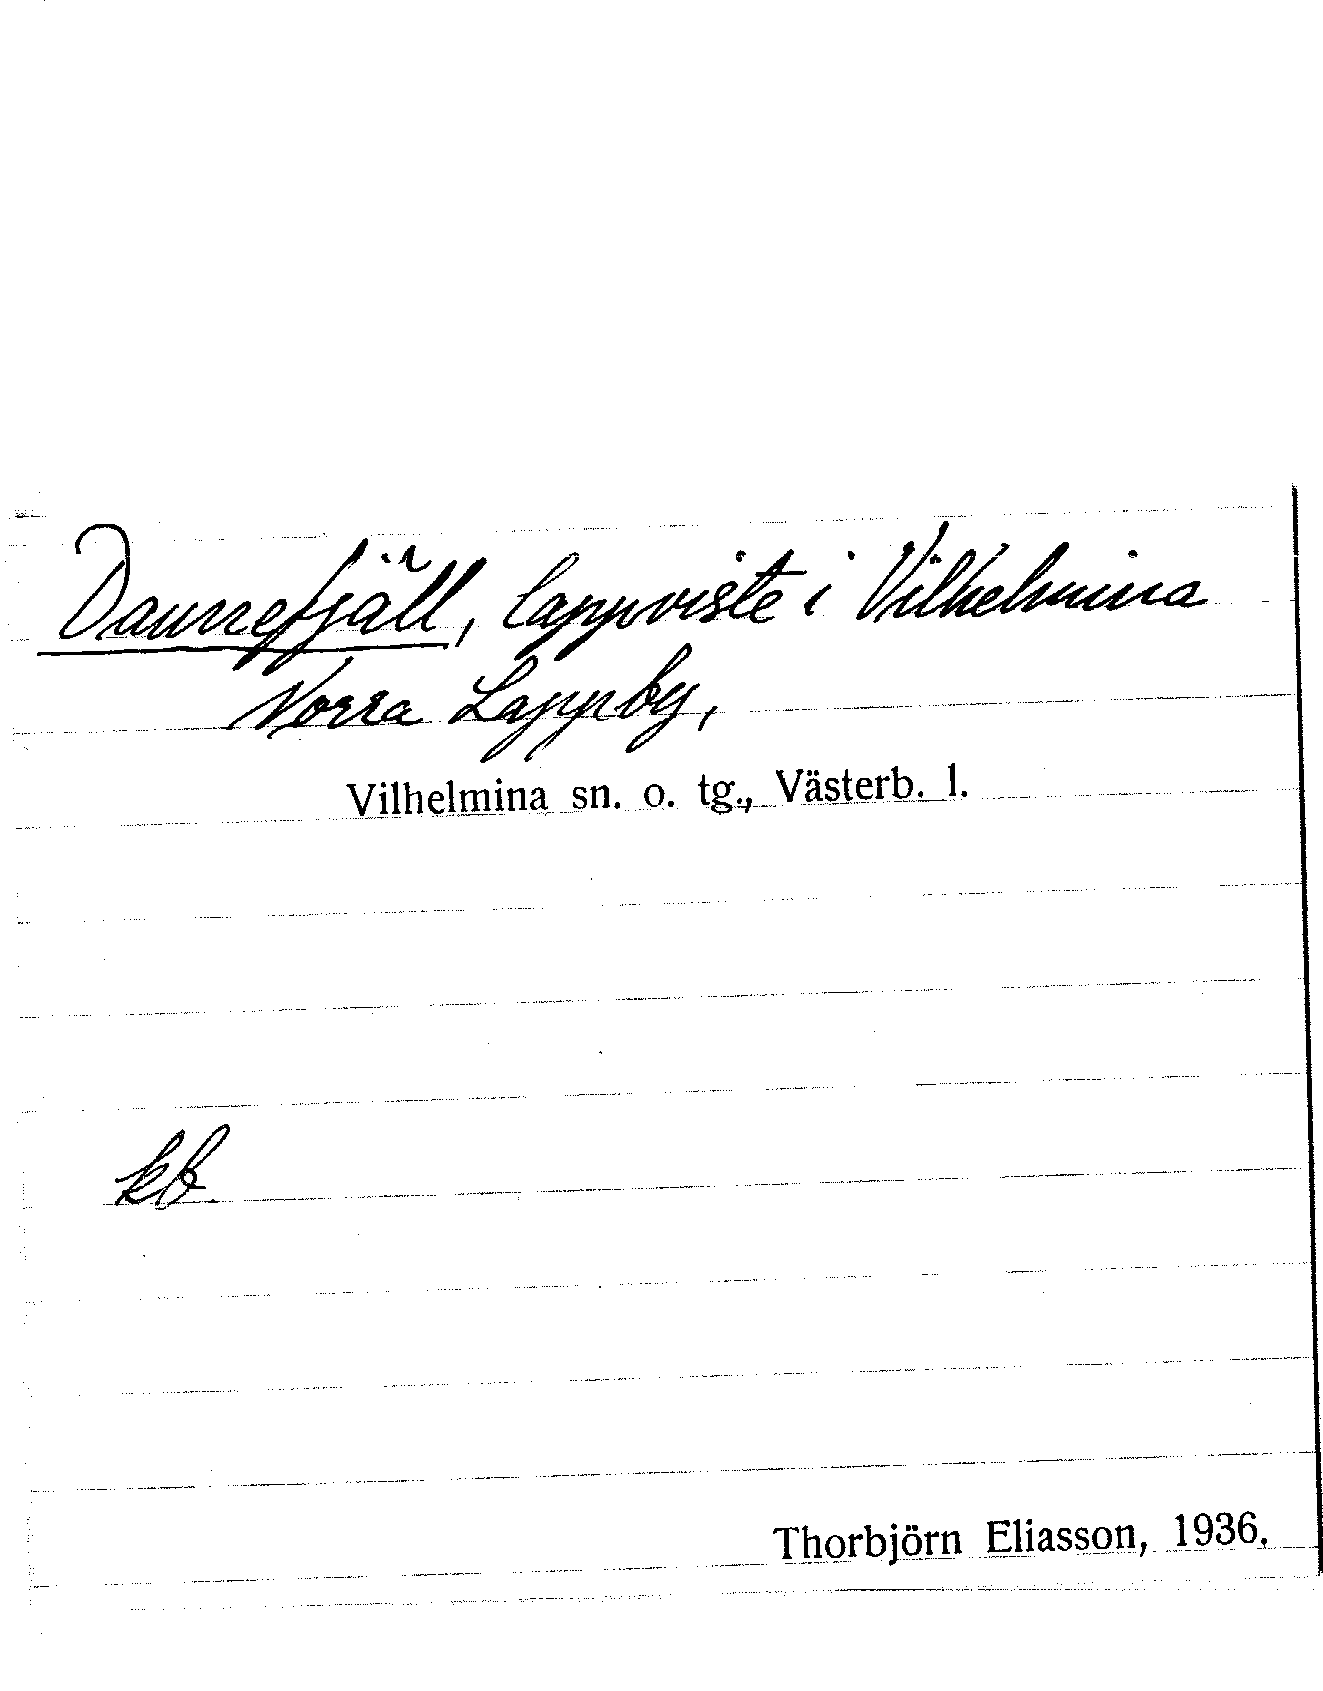 Daunefjäll, lappviste i Vilhelmina
Norra Lappby,
Vilhelmina sn. o. tg., Västerb. l.
kb.
Thorbjörn Eliasson, 1936.